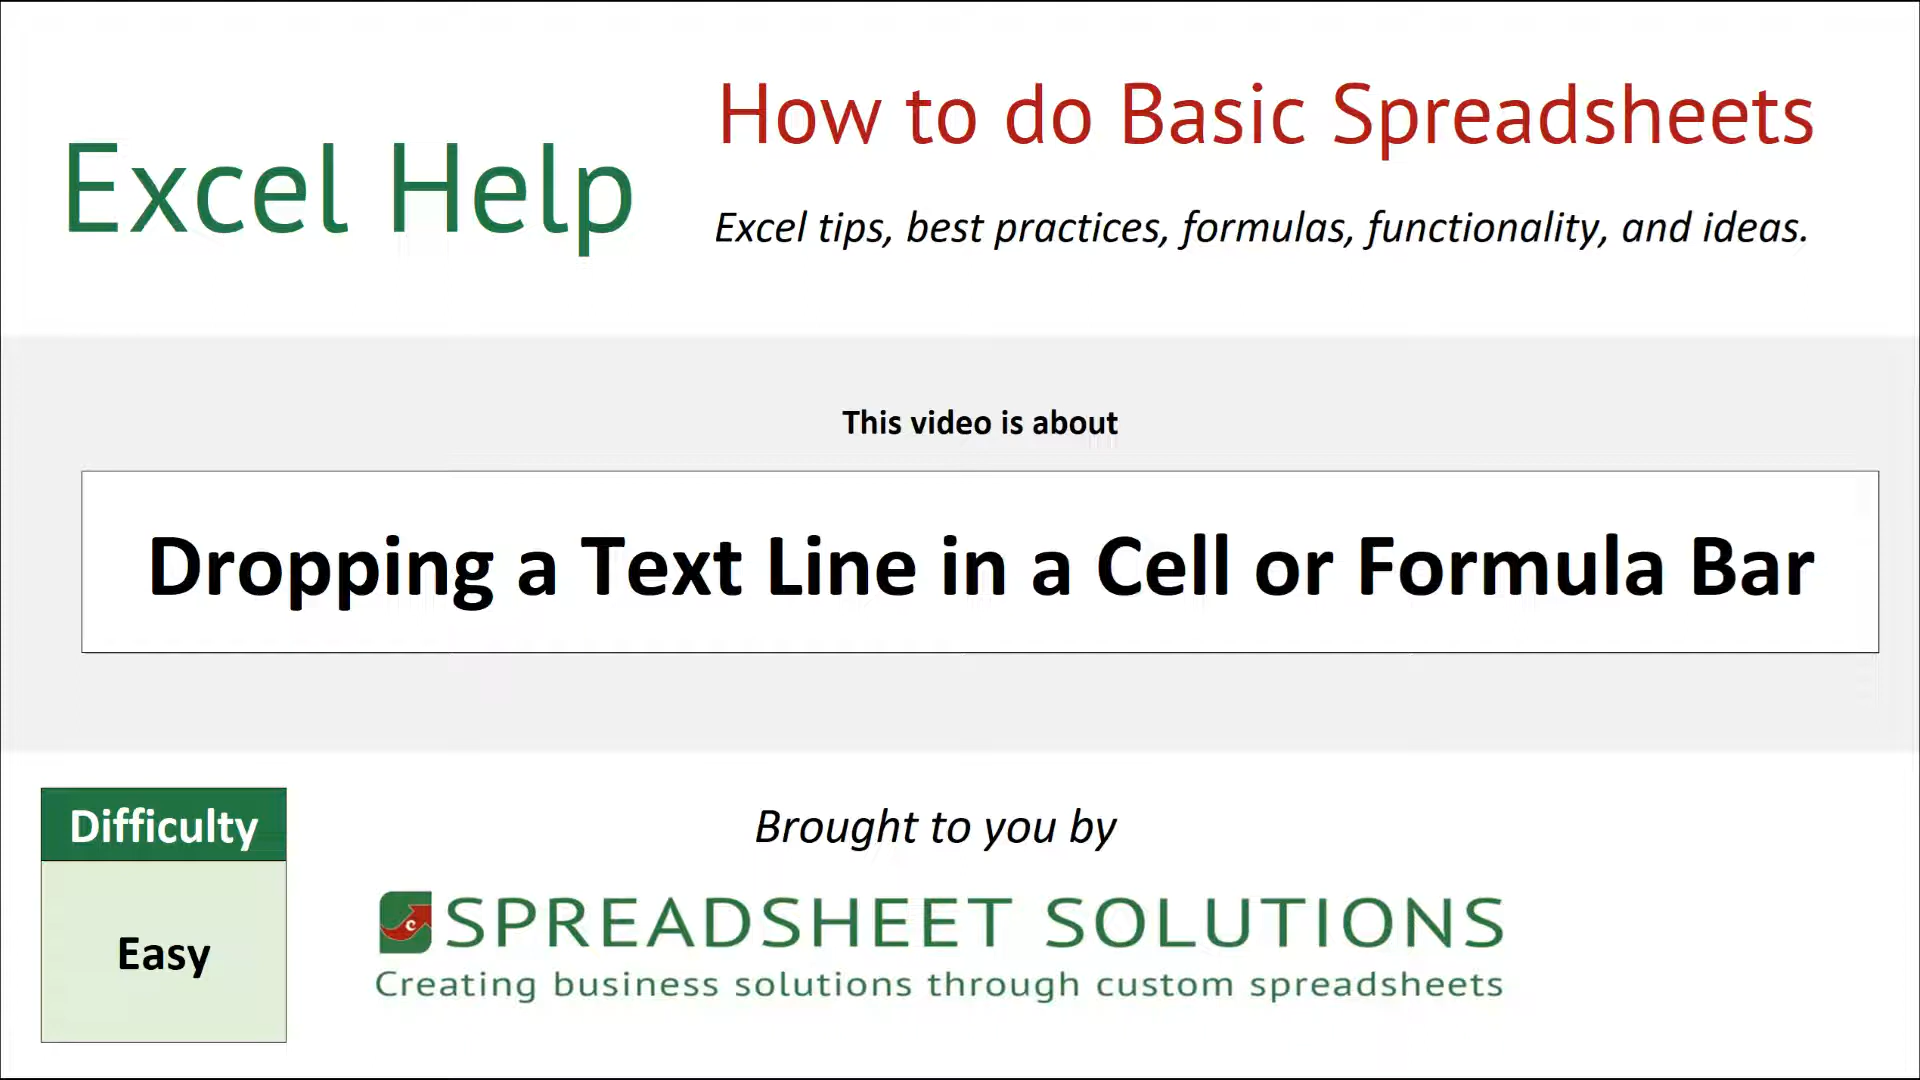 Excel Help
How to do Basic Spreadsheets
Excel tips, best practices, formulas, functionality, and ideas.
This video is about
Dropping a Text Line in a Cell or Formula Bar
Difficulty
Easy
Brought to you by
SPREADSHEET SOLUTIONS
Creating business solutions through custom spreadsheets